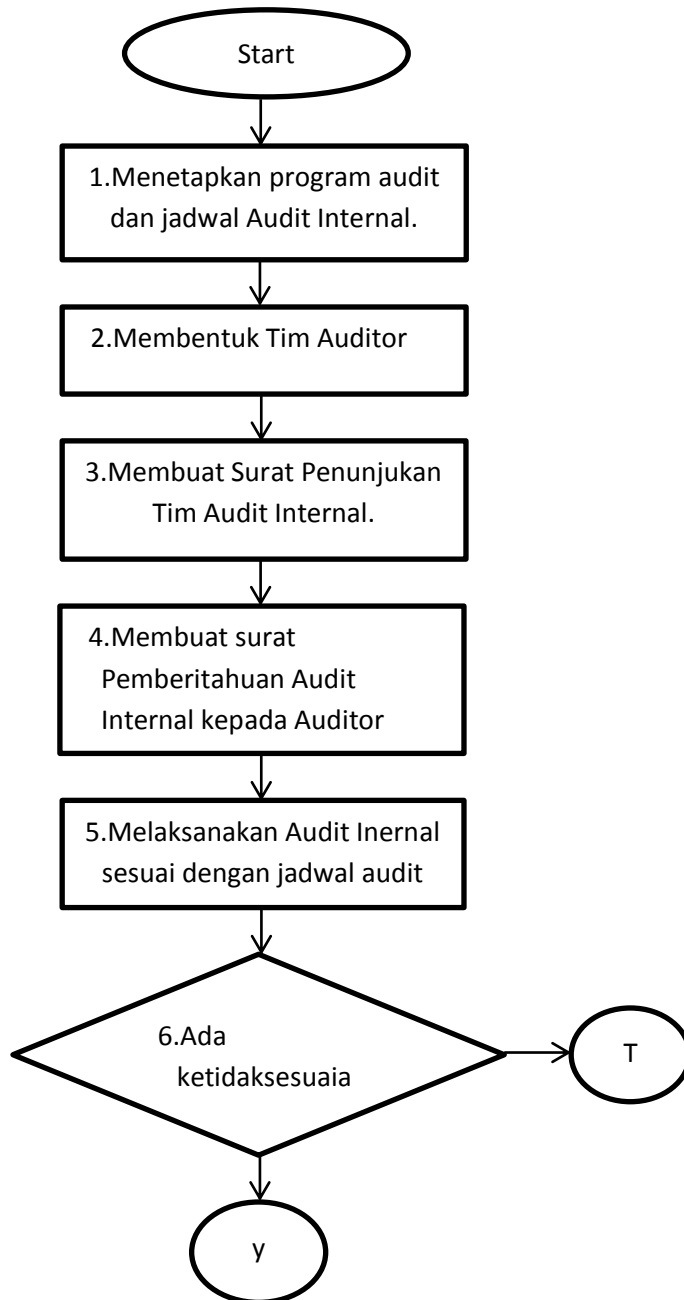 Start
1.Menetapkan program audit
dan jadwal Audit Internal.
2.Membentuk Tim Auditor
3.Membuat Surat Penunjukan
Tim Audit Internal.
4.Membuat surat
Pemberitahuan Audit
Internal kepada Auditor
5.Melaksanakan Audit Inernal
sesuai dengan jadwal audit
6.Ada
ketidaksesuaia
T
y